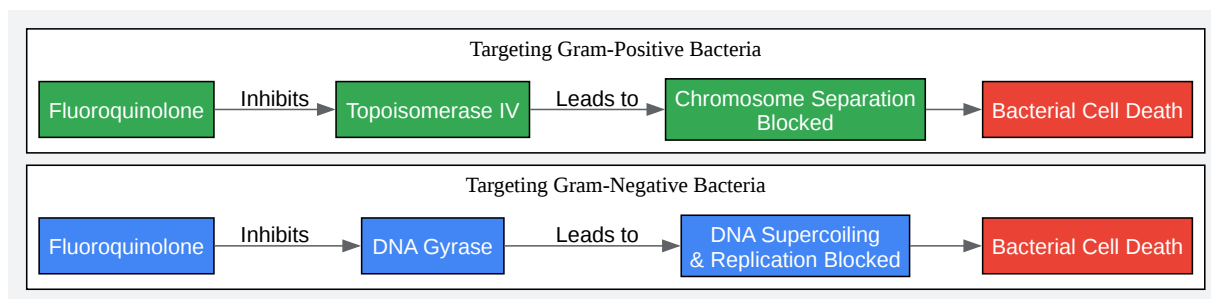 Targeting Gram-Positive Bacteria
Fluoroquinolone
Inhibits
Topoisomerase IV
Leads to
Chromosome Separation
Blocked
Bacterial Cell Death
Targeting Gram-Negative Bacteria
Fluoroquinolone
Inhibits
DNA Gyrase
Leads to
DNA Supercoiling
& Replication Blocked
Bacterial Cell Death